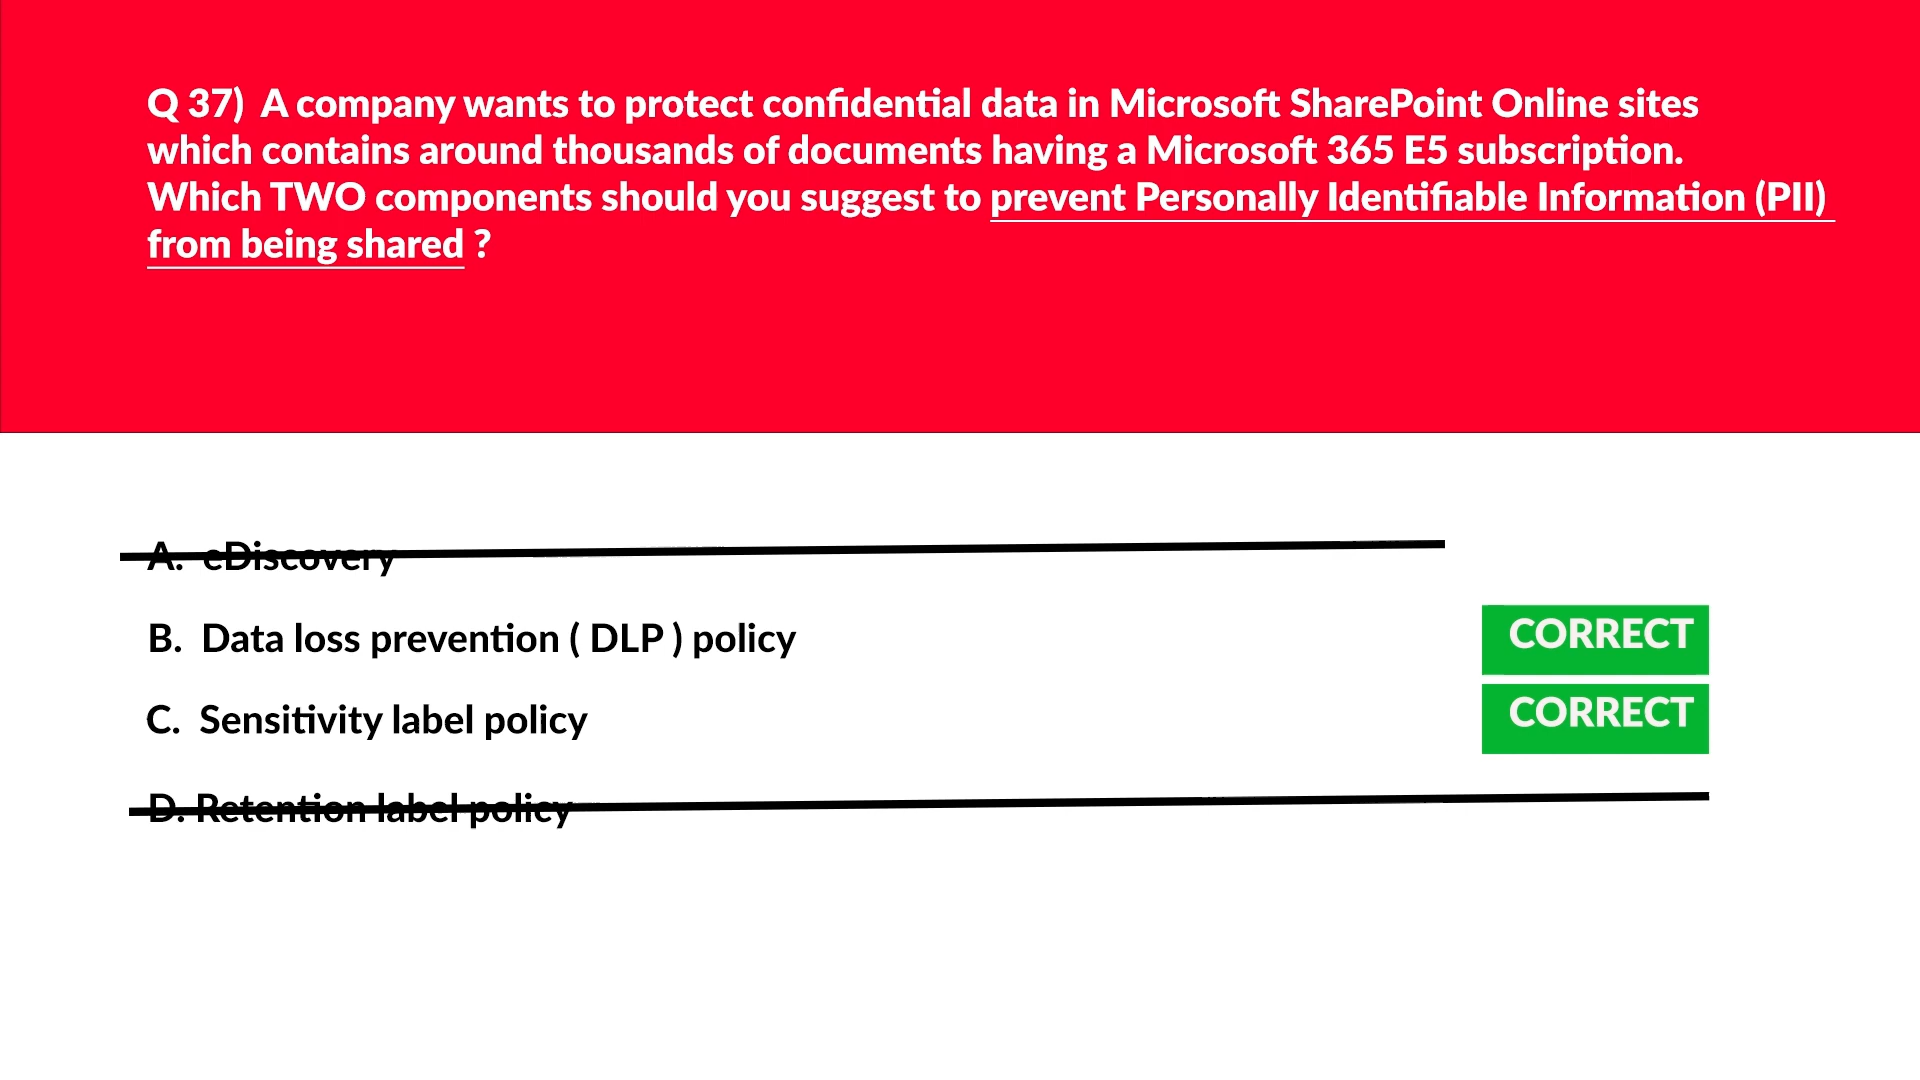 Q 37) A company wants to protect confidential data in Microsoft SharePoint Online sites
which contains around thousands of documents having a Microsoft 365 E5 subscription.
Which TWO components should you suggest to prevent Personally Identifiable Information (PII)
from being shared ?
A. eDiscovery
B. Data loss prevention ( DLP ) policy
CORRECT
C. Sensitivity label policy
CORRECT
D. Retention label policy